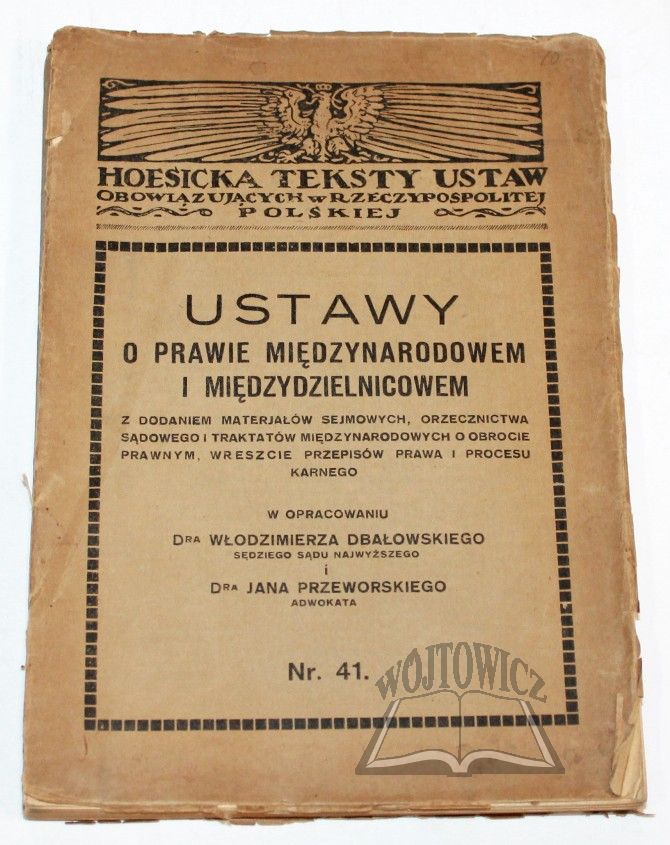 HOESICKA TEKSTY USTAW
OBOWIĄZUJĄCYCH W RZECZYPOSPOLITEJ
POLSKIEJ
USTAWY
O PRAWIE MIĘDZYNARODOWEM
I MIĘDZYDZIELNICOWEM
Z DODANIEM MATERJAŁÓW SEJMOWYCH, ORZECZNICTWA
SĄDOWEGO I TRAKTATÓW MIĘDZYNARODOWYCH O OBROCIE
PRAWNYM, WRESZCIE PRZEPISÓW PRAWA I PROCESU
KARNEGO
W OPRACOWANIU
DRA WŁODZIMIERZA DBAŁOWSKIEGO
SĘDZIEGO SĄDU NAJWYŻSZEGO
i
DRA JANA PRZEWORSKIEGO
ADWOKATA
Nr. 41.
WÓJTOWICZ